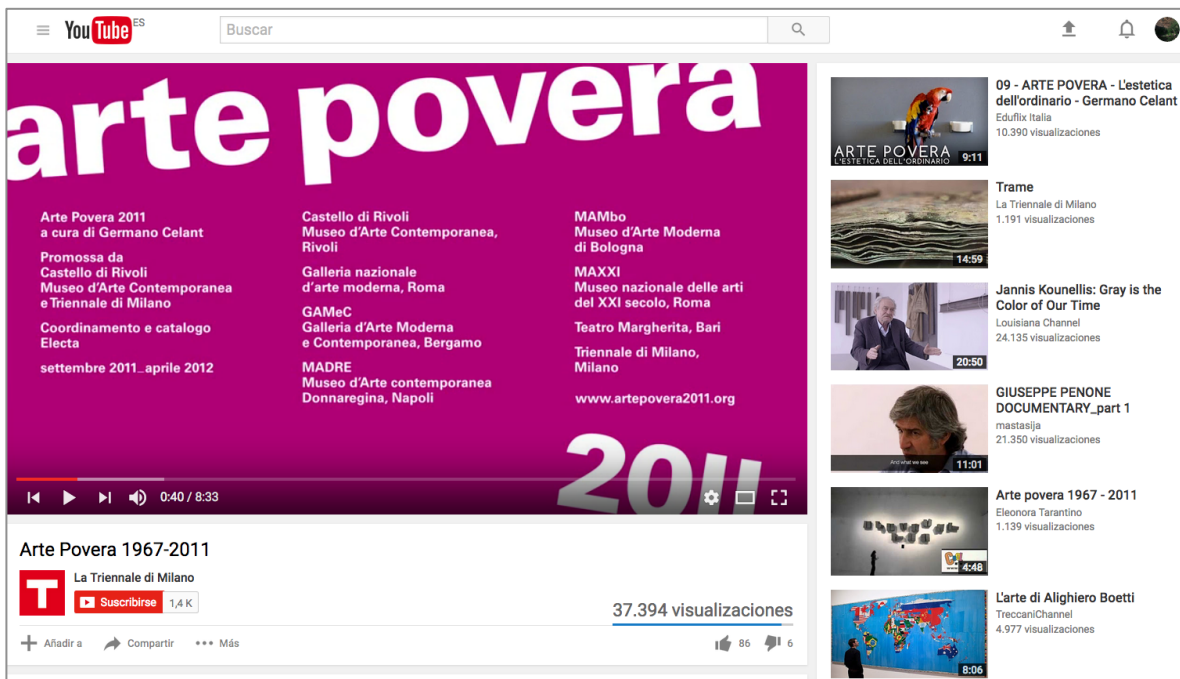 YouTube ES
Buscar
arte povera
Arte Povera 2011
a cura di Germano Celant
Promossa da
Castello di Rivoli
Museo d'Arte Contemporanea
e Triennale di Milano
Coordinamento e catalogo
Electa
settembre 2011_aprile 2012
Castello di Rivoli
Museo d'Arte Contemporanea,
Rivoli
Galleria nazionale
d'arte moderna, Roma
GAMeC
Galleria d'Arte Moderna
e Contemporanea, Bergamo
MADRE
Museo d'Arte contemporanea
Donnaregina, Napoli
MAMbo
Museo d'Arte Moderna
di Bologna
MAXXI
Museo nazionale delle arti
del XXI secolo, Roma
Teatro Margherita, Bari
Triennale di Milano,
Milano
www.artepovera2011.org
2011
0:40 / 8:33
Arte Povera 1967-2011
La Triennale di Milano
Suscribirse 1,4 K
37.394 visualizaciones
Añadir a Compartir Más
86 6
ARTE POVERA
L'ESTETICA DELL'ORDINARIO
9:11
09 - ARTE POVERA - L'estetica
dell'ordinario - Germano Celant
Eduflix Italia
10.390 visualizaciones
14:59
Trame
La Triennale di Milano
1.191 visualizaciones
20:50
Jannis Kounellis: Gray is the
Color of Our Time
Louisiana Channel
24.135 visualizaciones
And what we see
11:01
GIUSEPPE PENONE
DOCUMENTARY_part 1
mastasija
21.350 visualizaciones
4:48
Arte povera 1967 - 2011
Eleonora Tarantino
1.139 visualizaciones
8:06
L'arte di Alighiero Boetti
TreccaniChannel
4.977 visualizaciones